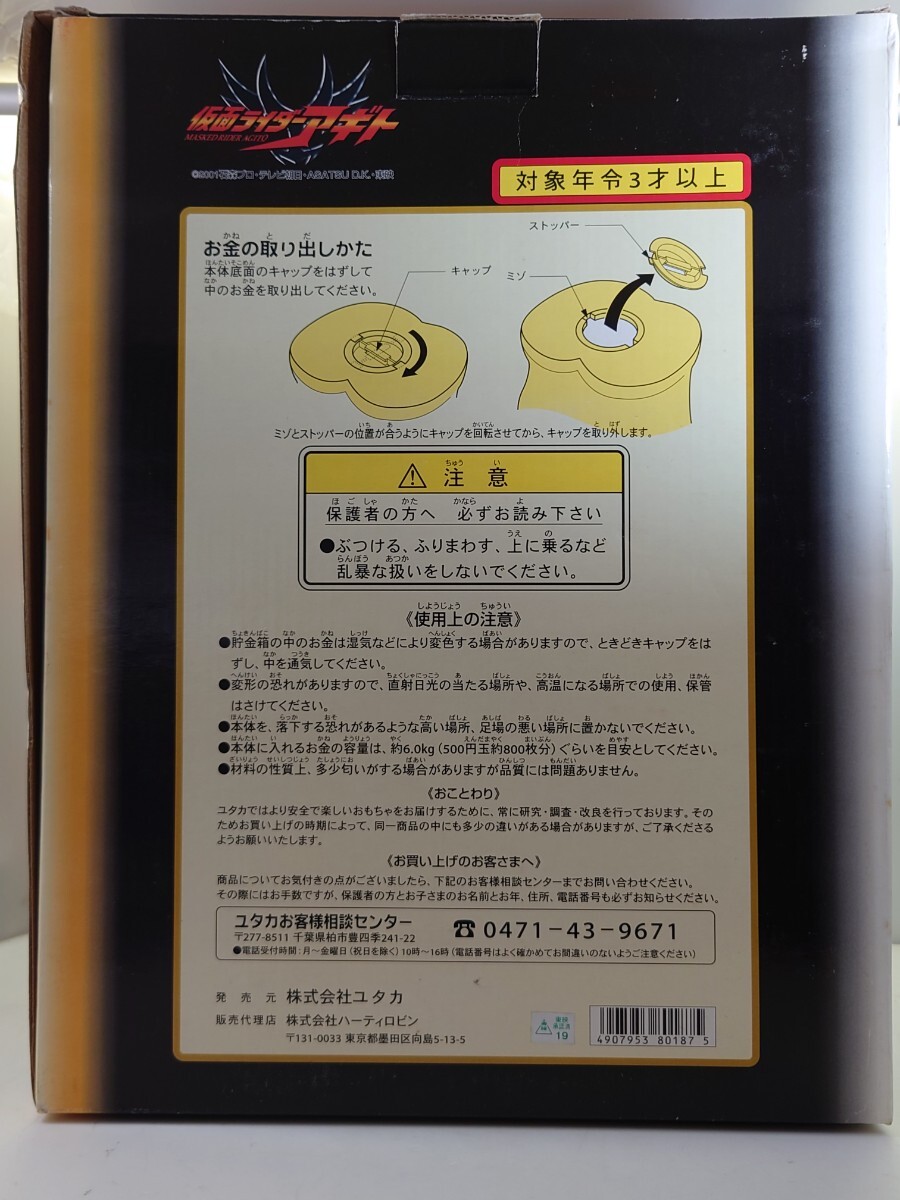 仮面ライダーアギト
MASKED RIDER AGITO
©2001石森プロ・テレビ朝日・ASATSU D.K.・東映
対象年令3才以上
お金の取り出しかた
本体底面のキャップをはずして
中のお金を取り出してください。
キャップ
ストッパー
ミゾ
ミゾとストッパーの位置が合うようにキャップを回転させてから、キャップを取り外します。
⚠注意
保護者の方へ 必ずお読み下さい
●ぶつける、ふりまわす、上に乗るなど
乱暴な扱いをしないでください。
《使用上の注意》
●貯金箱の中のお金は湿気などにより変色する場合がありますので、ときどきキャップをは
ずし、中を通気してください。
●変形の恐れがありますので、直射日光の当たる場所や、高温になる場所での使用、保管
はさけてください。
●本体を、落下する恐れがあるような高い場所、足場の悪い場所に置かないでください。
●本体に入れるお金の容量は、約6.0kg(500円玉約800枚分)ぐらいを目安としてください。
●材料の性質上、多少匂いがする場合がありますが品質には問題ありません。
《おことわり》
ユタカではより安全で楽しいおもちゃをお届けするために、常に研究・調査・改良を行っております。その
ためお買い上げの時期によって、同一商品の中にも多少の違いがある場合がありますが、ご了承くださる
ようお願いいたします。
《お買い上げのお客さまへ》
商品についてお気付きの点がございましたら、下記のお客様相談センターまでお問い合わせください。
その際にはお手数ですが、保護者の方とお子さまのお名前とお年、住所、電話番号も必ずお知らせください。
ユタカお客様相談センター
〒277-8511 千葉県柏市豊四季241-22
☎0471-43-9671
●電話受付時間:月〜金曜日(祝日を除く)10時〜16時(電話番号はよく確かめてお間違いのないようご注意ください)
発売元 株式会社ユタカ
販売代理店 株式会社ハーティロビン
〒131-0033 東京都墨田区向島5-13-5
東映
承認済
19
4907953 80187 5